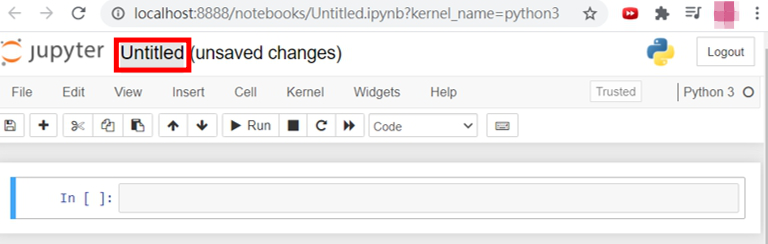 localhost:8888/notebooks/Untitled.ipynb?kernel_name=python3
jupyter Untitled (unsaved changes) Logout
File Edit View Insert Cell Kernel Widgets Help Trusted Python 3
Run Code
In [ ]: